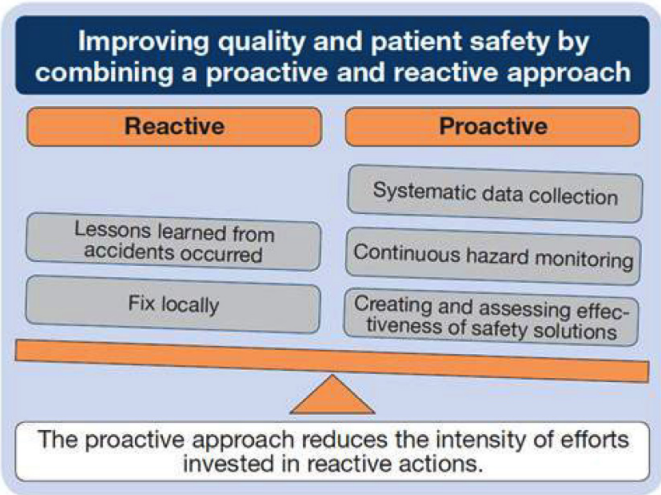 Improving quality and patient safety by
combining a proactive and reactive approach
Reactive
Proactive
Lessons learned from
accidents occurred
Fix locally
Systematic data collection
Continuous hazard monitoring
Creating and assessing effec-
tiveness of safety solutions
The proactive approach reduces the intensity of efforts
invested in reactive actions.